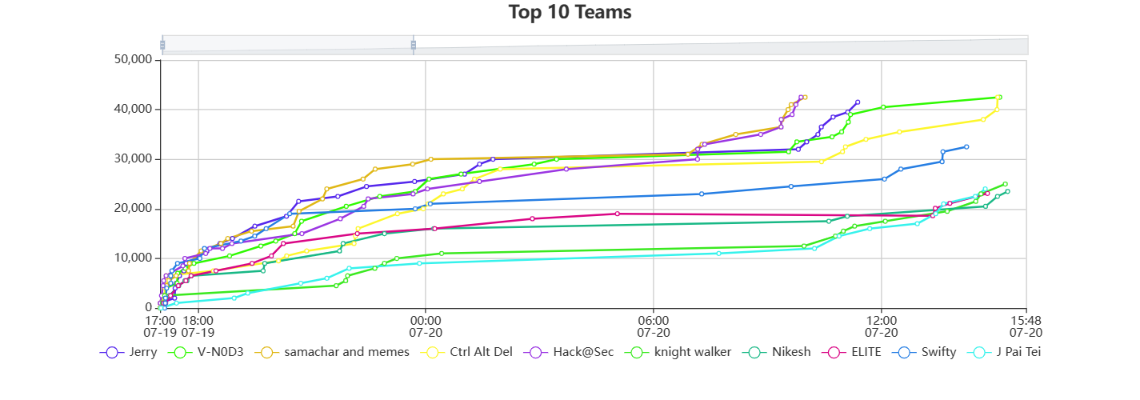 Top 10 Teams
50,000
40,000
30,000
20,000
10,000
0
17:00 18:00 00:00 06:00 12:00 15:48
07-19 07-19 07-20 07-20 07-20 07-20
Jerry V-N0D3 samachar and memes Ctrl Alt Del Hack@Sec knight walker Nikesh ELITE Swifty J Pai Tei